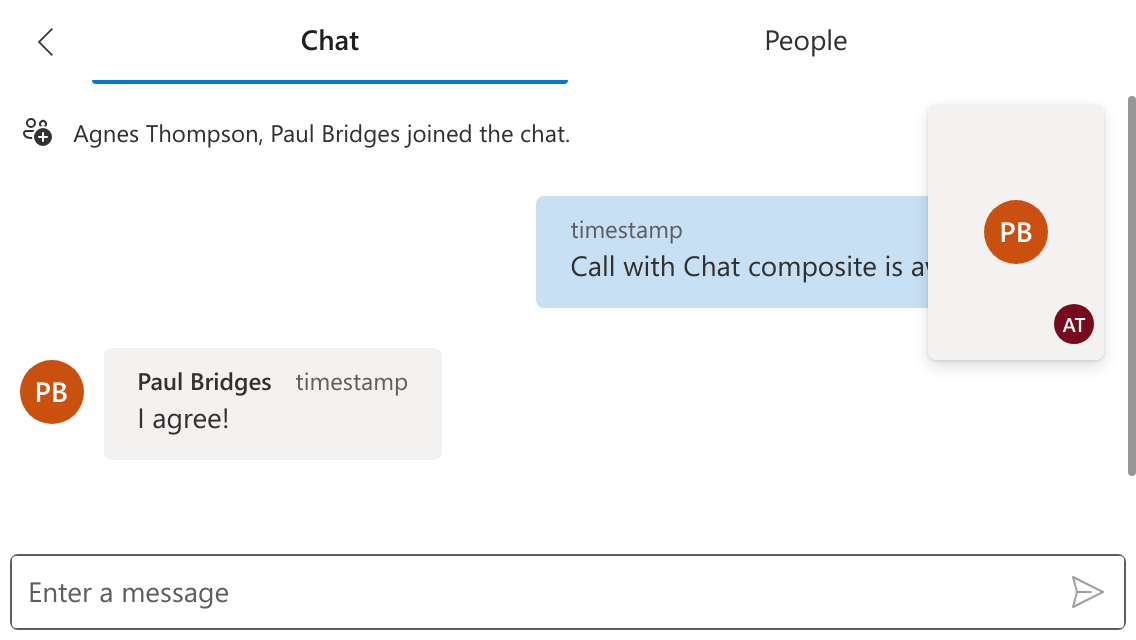 Chat
People
Agnes Thompson, Paul Bridges joined the chat.
timestamp
Call with Chat composite is
PB
AT
PB
Paul Bridges timestamp
I agree!
Enter a message